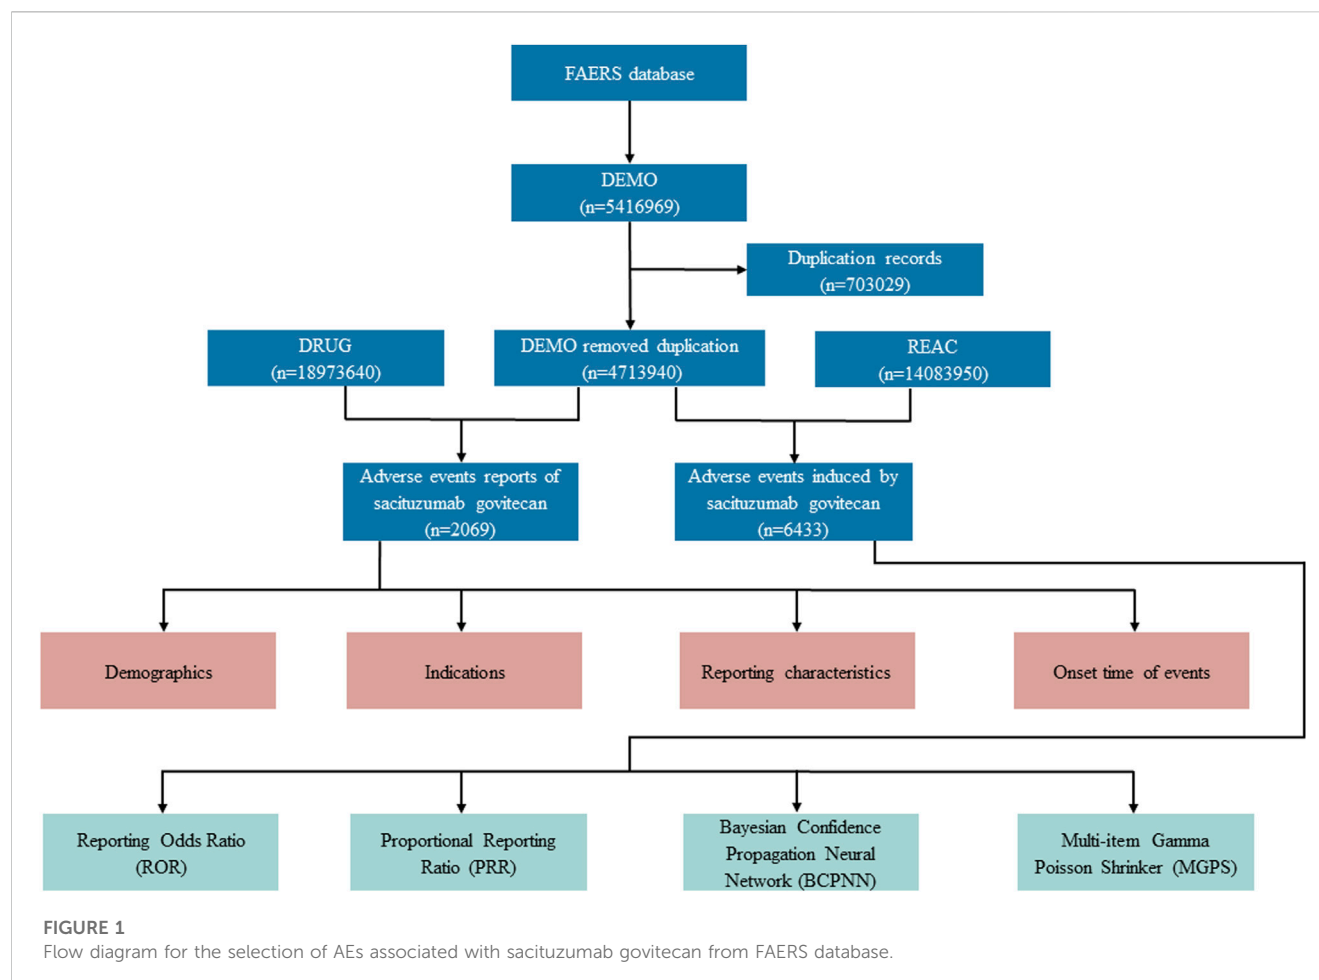 FAERS database
DEMO
(n=5416969)
Duplication records
(n=703029)
DRUG
(n=18973640)
DEMO removed duplication
(n=4713940)
REAC
(n=14083950)
Adverse events reports of
sacituzumab govitecan
(n=2069)
Adverse events induced by
sacituzumab govitecan
(n=6433)
Demographics
Indications
Reporting characteristics
Onset time of events
Reporting Odds Ratio
(ROR)
Proportional Reporting
Ratio (PRR)
Bayesian Confidence
Propagation Neural
Network (BCPNN)
Multi-item Gamma
Poisson Shrinker (MGPS)
FIGURE 1
Flow diagram for the selection of AEs associated with sacituzumab govitecan from FAERS database.